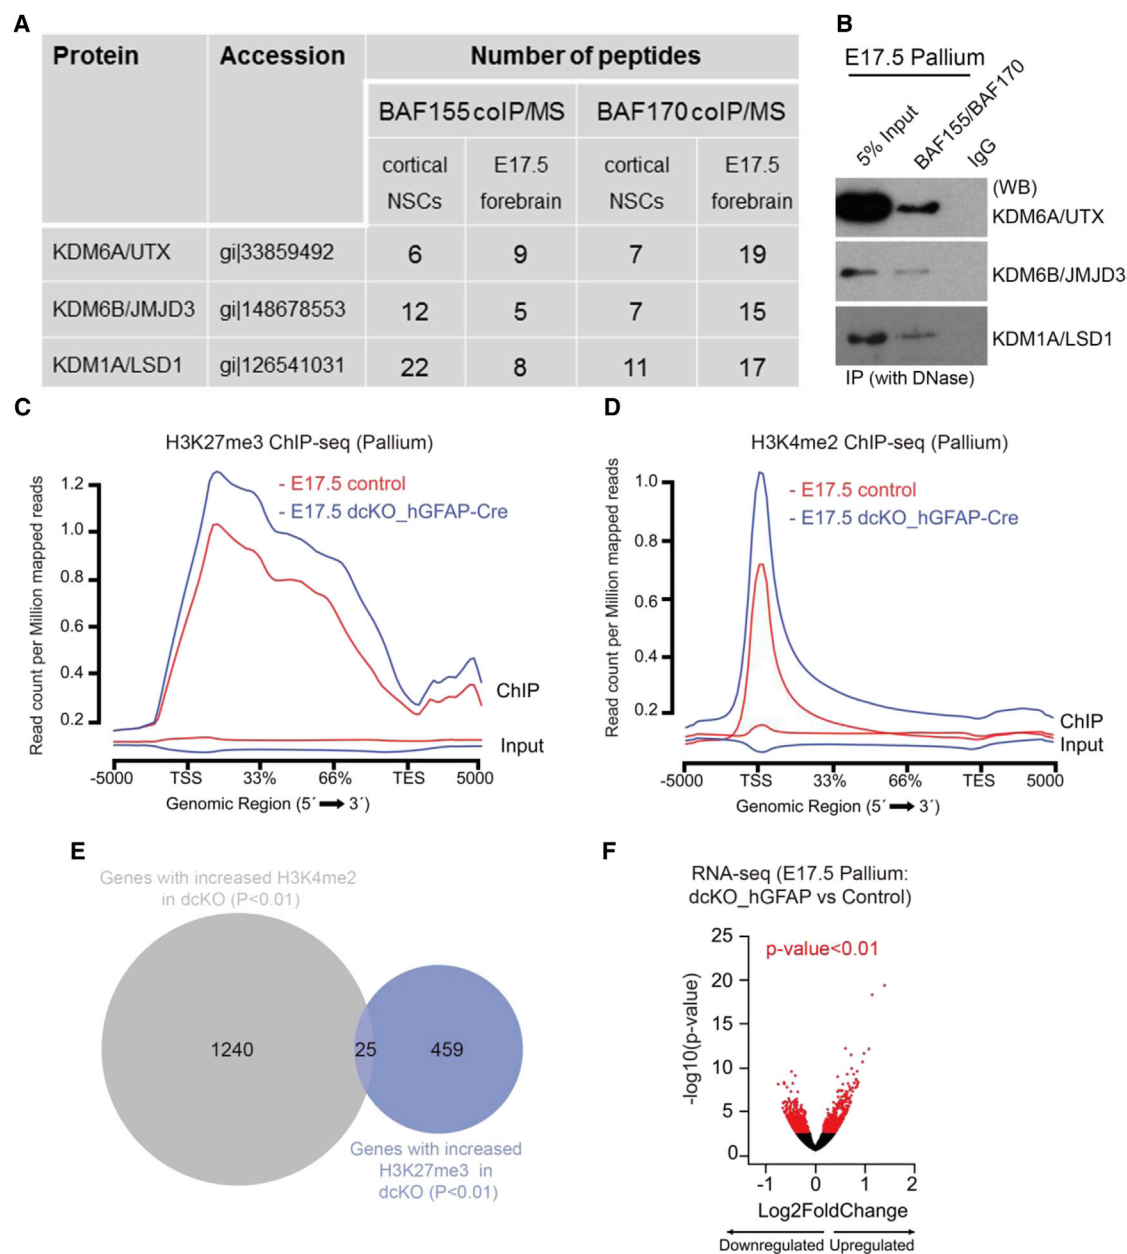 A
Protein Accession Number of peptides
BAF155 coIP/MS BAF170 coIP/MS
cortical E17.5 cortical E17.5
NSCs forebrain NSCs forebrain
KDM6A/UTX gi|33859492 6 9 7 19
KDM6B/JMJD3 gi|148678553 12 5 7 15
KDM1A/LSD1 gi|126541031 22 8 11 17
B
E17.5 Pallium
5% Input
BAF155/BAF170
IgG
(WB)
KDM6A/UTX
KDM6B/JMJD3
KDM1A/LSD1
IP (with DNase)
C
H3K27me3 ChIP-seq (Pallium)
- E17.5 control
- E17.5 dcKO_hGFAP-Cre
Read count per Million mapped reads
1.2
1.0
0.8
0.6
0.4
0.2
ChIP
Input
-5000 TSS 33% 66% TES 5000
Genomic Region (5´ ➡ 3´)
D
H3K4me2 ChIP-seq (Pallium)
- E17.5 control
- E17.5 dcKO_hGFAP-Cre
Read count per Million mapped reads
1.0
0.8
0.6
0.4
0.2
ChIP
Input
-5000 TSS 33% 66% TES 5000
Genomic Region (5´ ➡ 3´)
E
Genes with increased H3K4me2
in dcKO (P<0.01)
1240 25 459
Genes with increased
H3K27me3 in
dcKO (P<0.01)
F
RNA-seq (E17.5 Pallium:
dcKO_hGFAP vs Control)
p-value<0.01
-log10(p-value)
25
20
15
10
5
0
-1 0 1 2
Log2FoldChange
Downregulated Upregulated